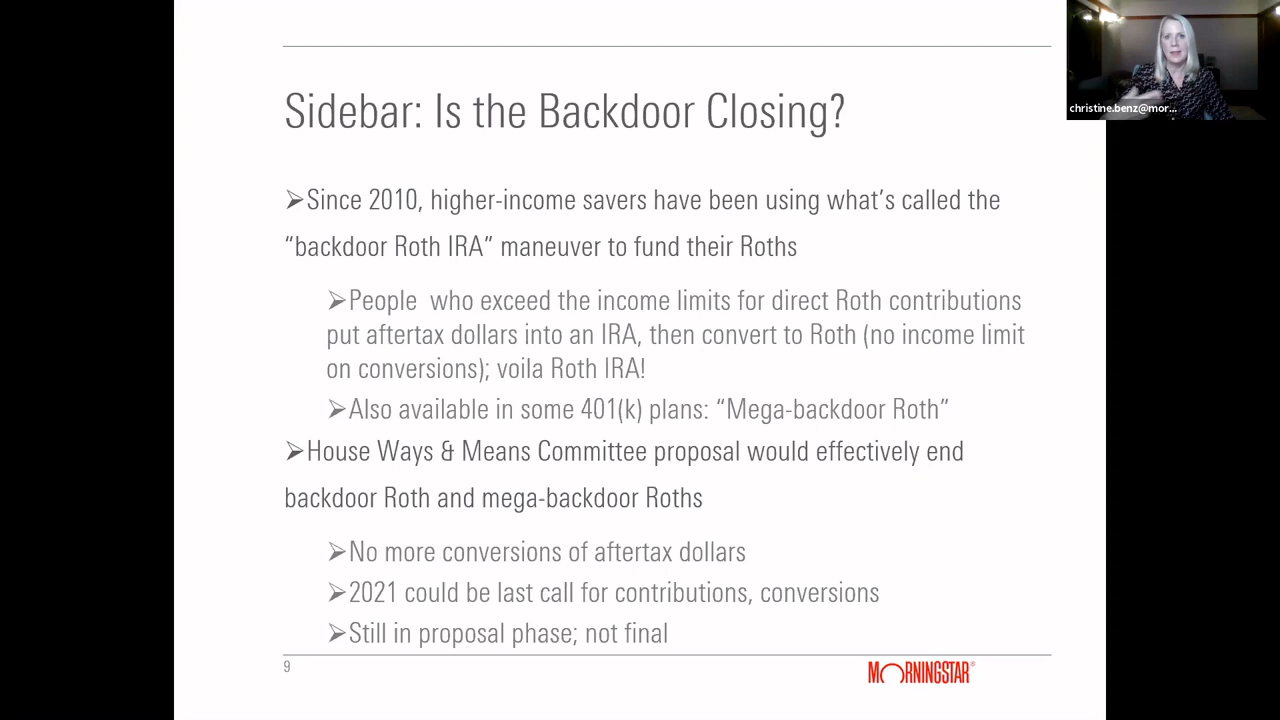 christine.benz@mor...
Sidebar: Is the Backdoor Closing?
➢Since 2010, higher-income savers have been using what’s called the
“backdoor Roth IRA” maneuver to fund their Roths
➢People  who exceed the income limits for direct Roth contributions
put aftertax dollars into an IRA, then convert to Roth (no income limit
on conversions); voila Roth IRA!
➢Also available in some 401(k) plans: “Mega-backdoor Roth”
➢House Ways & Means Committee proposal would effectively end
backdoor Roth and mega-backdoor Roths
➢No more conversions of aftertax dollars
➢2021 could be last call for contributions, conversions
➢Still in proposal phase; not final
9
MORNINGSTAR®